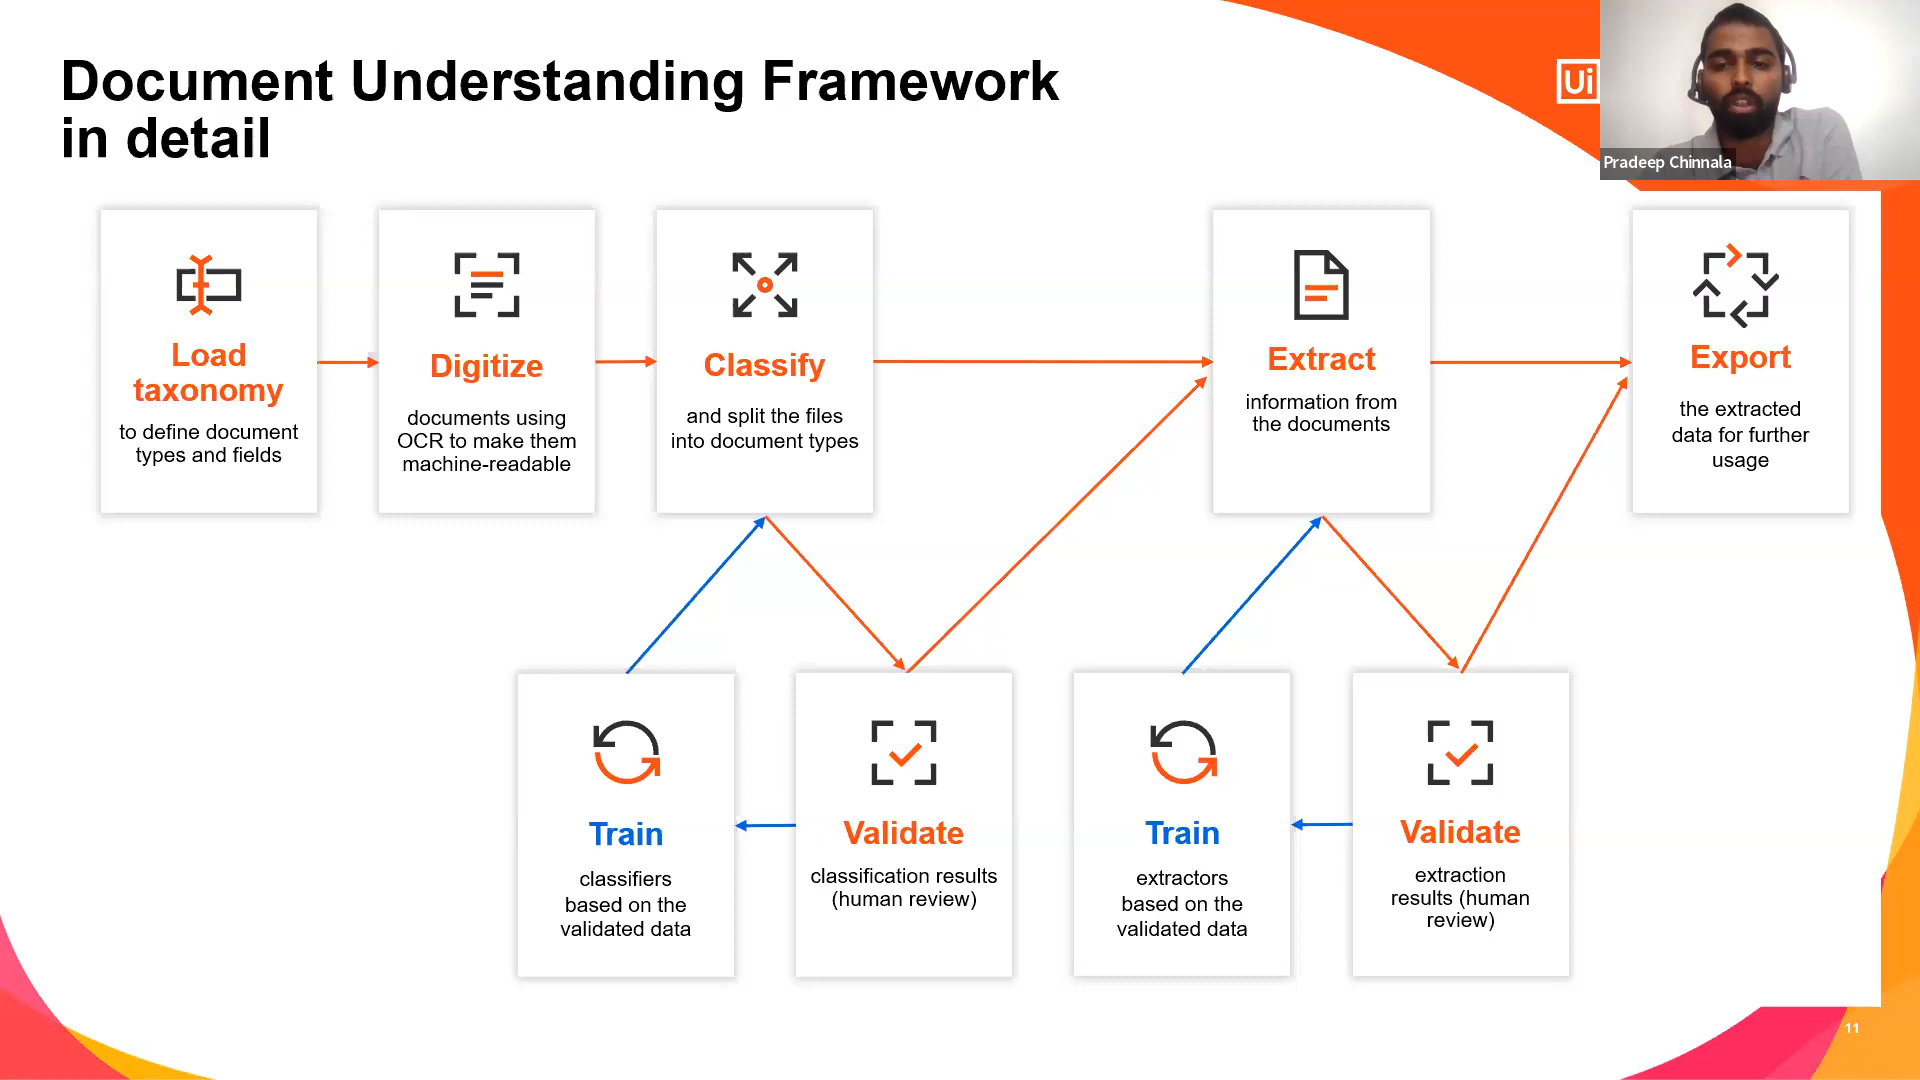 Document Understanding Framework
in detail
Ui
Pradeep Chinnala
Load
taxonomy
to define document
types and fields
Digitize
documents using
OCR to make them
machine-readable
Classify
and split the files
into document types
Extract
information from
the documents
Export
the extracted
data for further
usage
Train
classifiers
based on the
validated data
Validate
classification results
(human review)
Train
extractors
based on the
validated data
Validate
extraction
results (human
review)
11